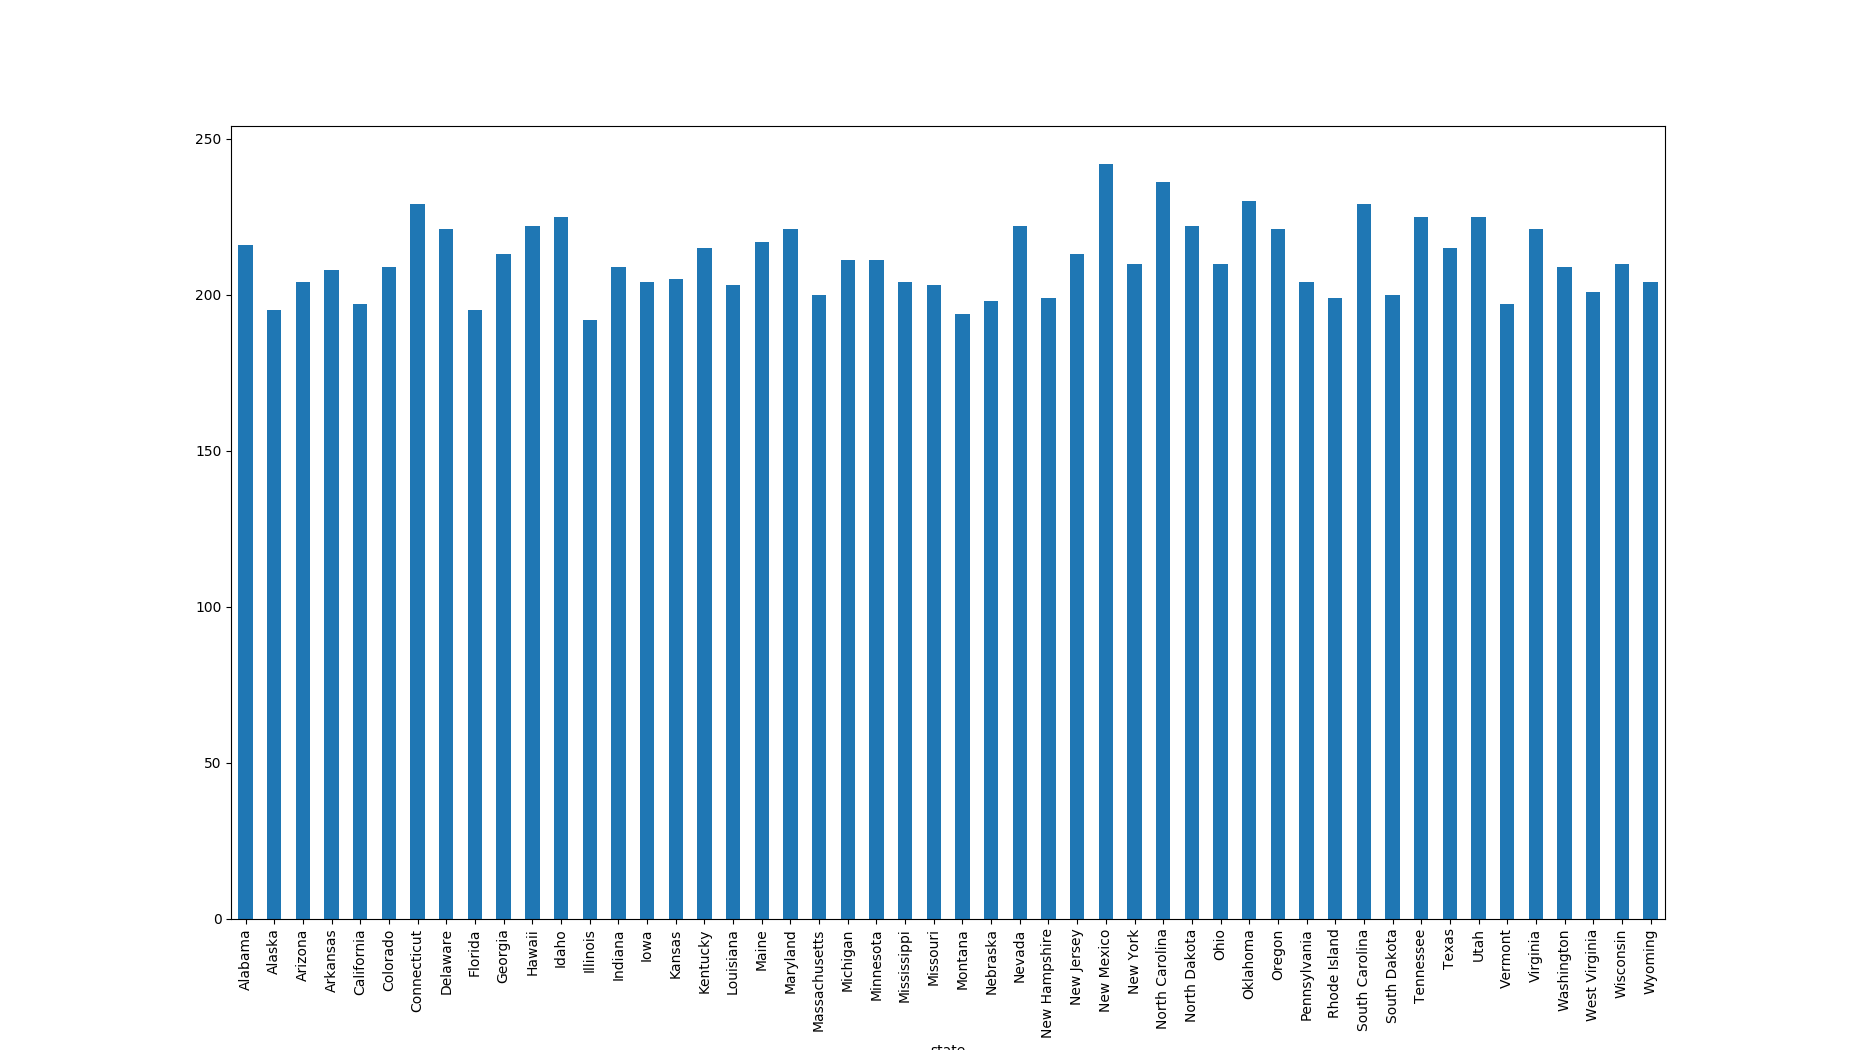 250
200
150
100
50
0
Alabama
Alaska
Arizona
Arkansas
California
Colorado
Connecticut
Delaware
Florida
Georgia
Hawaii
Idaho
Illinois
Indiana
Iowa
Kansas
Kentucky
Louisiana
Maine
Maryland
Massachusetts
Michigan
Minnesota
Mississippi
Missouri
Montana
Nebraska
Nevada
New Hampshire
New Jersey
New Mexico
New York
North Carolina
North Dakota
Ohio
Oklahoma
Oregon
Pennsylvania
Rhode Island
South Carolina
South Dakota
Tennessee
Texas
Utah
Vermont
Virginia
Washington
West Virginia
Wisconsin
Wyoming
state